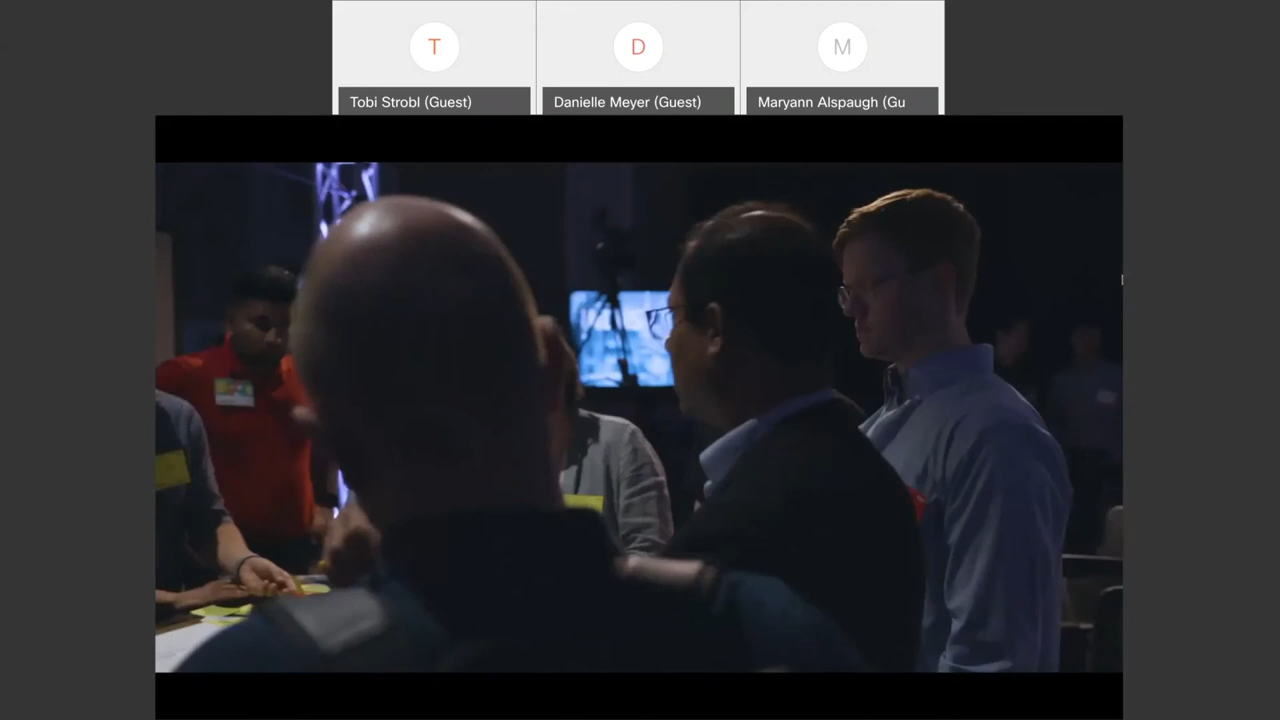 T
D
M
Tobi Strobl (Guest)
Danielle Meyer (Guest)
Maryann Alspaugh (Gu